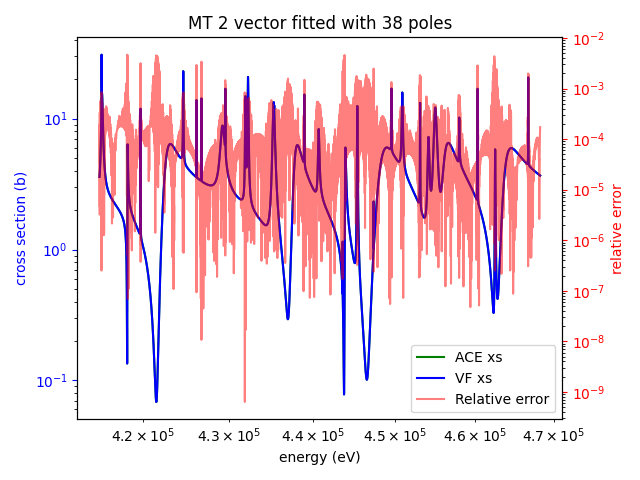 MT 2 vector fitted with 38 poles
cross section (b)
10¹
10⁰
10⁻¹
10⁻²
10⁻³
10⁻⁴
10⁻⁵
10⁻⁶
10⁻⁷
10⁻⁸
10⁻⁹
relative error
ACE xs
VF xs
Relative error
4.2 × 10⁵ 4.3 × 10⁵ 4.4 × 10⁵ 4.5 × 10⁵ 4.6 × 10⁵ 4.7 × 10⁵
energy (eV)